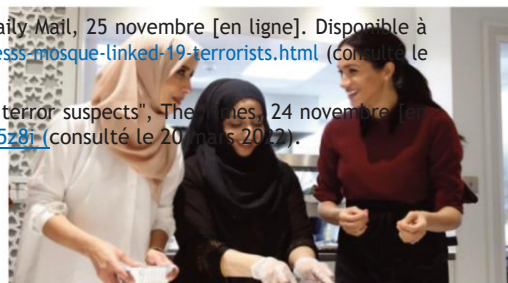 aily Mail, 25 novembre [en ligne]. Disponible à
esss-mosque-linked-19-terrorists.html (consulté le
terror suspects", The Times, 24 novembre [en
5z8j (consulté le 20 mars 2022).